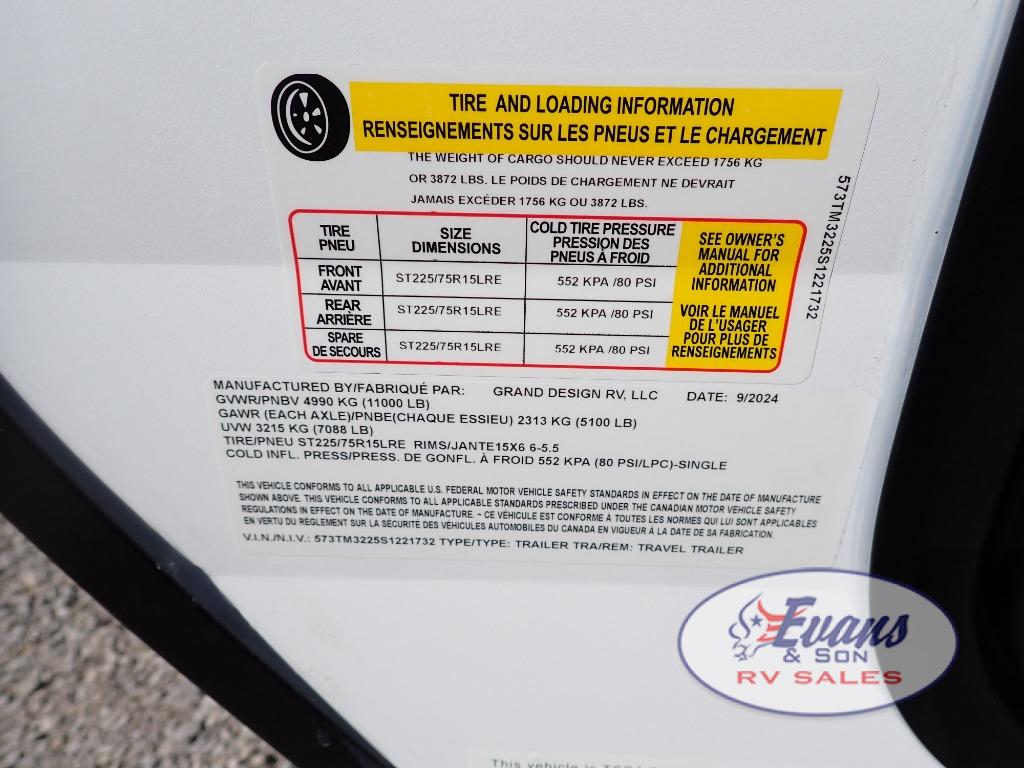 TIRE AND LOADING INFORMATION
RENSEIGNEMENTS SUR LES PNEUS ET LE CHARGEMENT
THE WEIGHT OF CARGO SHOULD NEVER EXCEED 1756 KG
OR 3872 LBS. LE POIDS DE CHARGEMENT NE DEVRAIT
JAMAIS EXCÉDER 1756 KG OU 3872 LBS.
573TM3225S1221732
TIRE
PNEU
SIZE
DIMENSIONS
COLD TIRE PRESSURE
PRESSION DES
PNEUS À FROID
FRONT
AVANT
ST225/75R15LRE
552 KPA /80 PSI
REAR
ARRIÈRE
ST225/75R15LRE
552 KPA /80 PSI
SPARE
DE SECOURS
ST225/75R15LRE
552 KPA /80 PSI
SEE OWNER'S
MANUAL FOR
ADDITIONAL
INFORMATION
VOIR LE MANUEL
DE L'USAGER
POUR PLUS DE
RENSEIGNEMENTS
MANUFACTURED BY/FABRIQUÉ PAR: GRAND DESIGN RV, LLC DATE: 9/2024
GVWR/PNBV 4990 KG (11000 LB)
GAWR (EACH AXLE)/PNBE(CHAQUE ESSIEU) 2313 KG (5100 LB)
UVW 3215 KG (7088 LB)
TIRE/PNEU ST225/75R15LRE RIMS/JANTE15X6 6-5.5
COLD INFL. PRESS/PRESS. DE GONFL. À FROID 552 KPA (80 PSI/LPC)-SINGLE
THIS VEHICLE CONFORMS TO ALL APPLICABLE U.S. FEDERAL MOTOR VEHICLE SAFETY STANDARDS IN EFFECT ON THE DATE OF MANUFACTURE
SHOWN ABOVE. THIS VEHICLE CONFORMS TO ALL APPLICABLE STANDARDS PRESCRIBED UNDER THE CANADIAN MOTOR VEHICLE SAFETY
REGULATIONS IN EFFECT ON THE DATE OF MANUFACTURE. ~ CE VÉHICULE EST CONFORME À TOUTES LES NORMES QUI LUI SONT APPLICABLES
EN VERTU DU REGLEMENT SUR LA SÉCURITÉ DES VÉHICULES AUTOMOBILES DU CANADA EN VIGUEUR À LA DATE DE SA FABRICATION.
V.I.N./N.I.V.: 573TM3225S1221732 TYPE/TYPE: TRAILER TRA/REM: TRAVEL TRAILER
Evans
& SON
RV SALES
This vehicle is